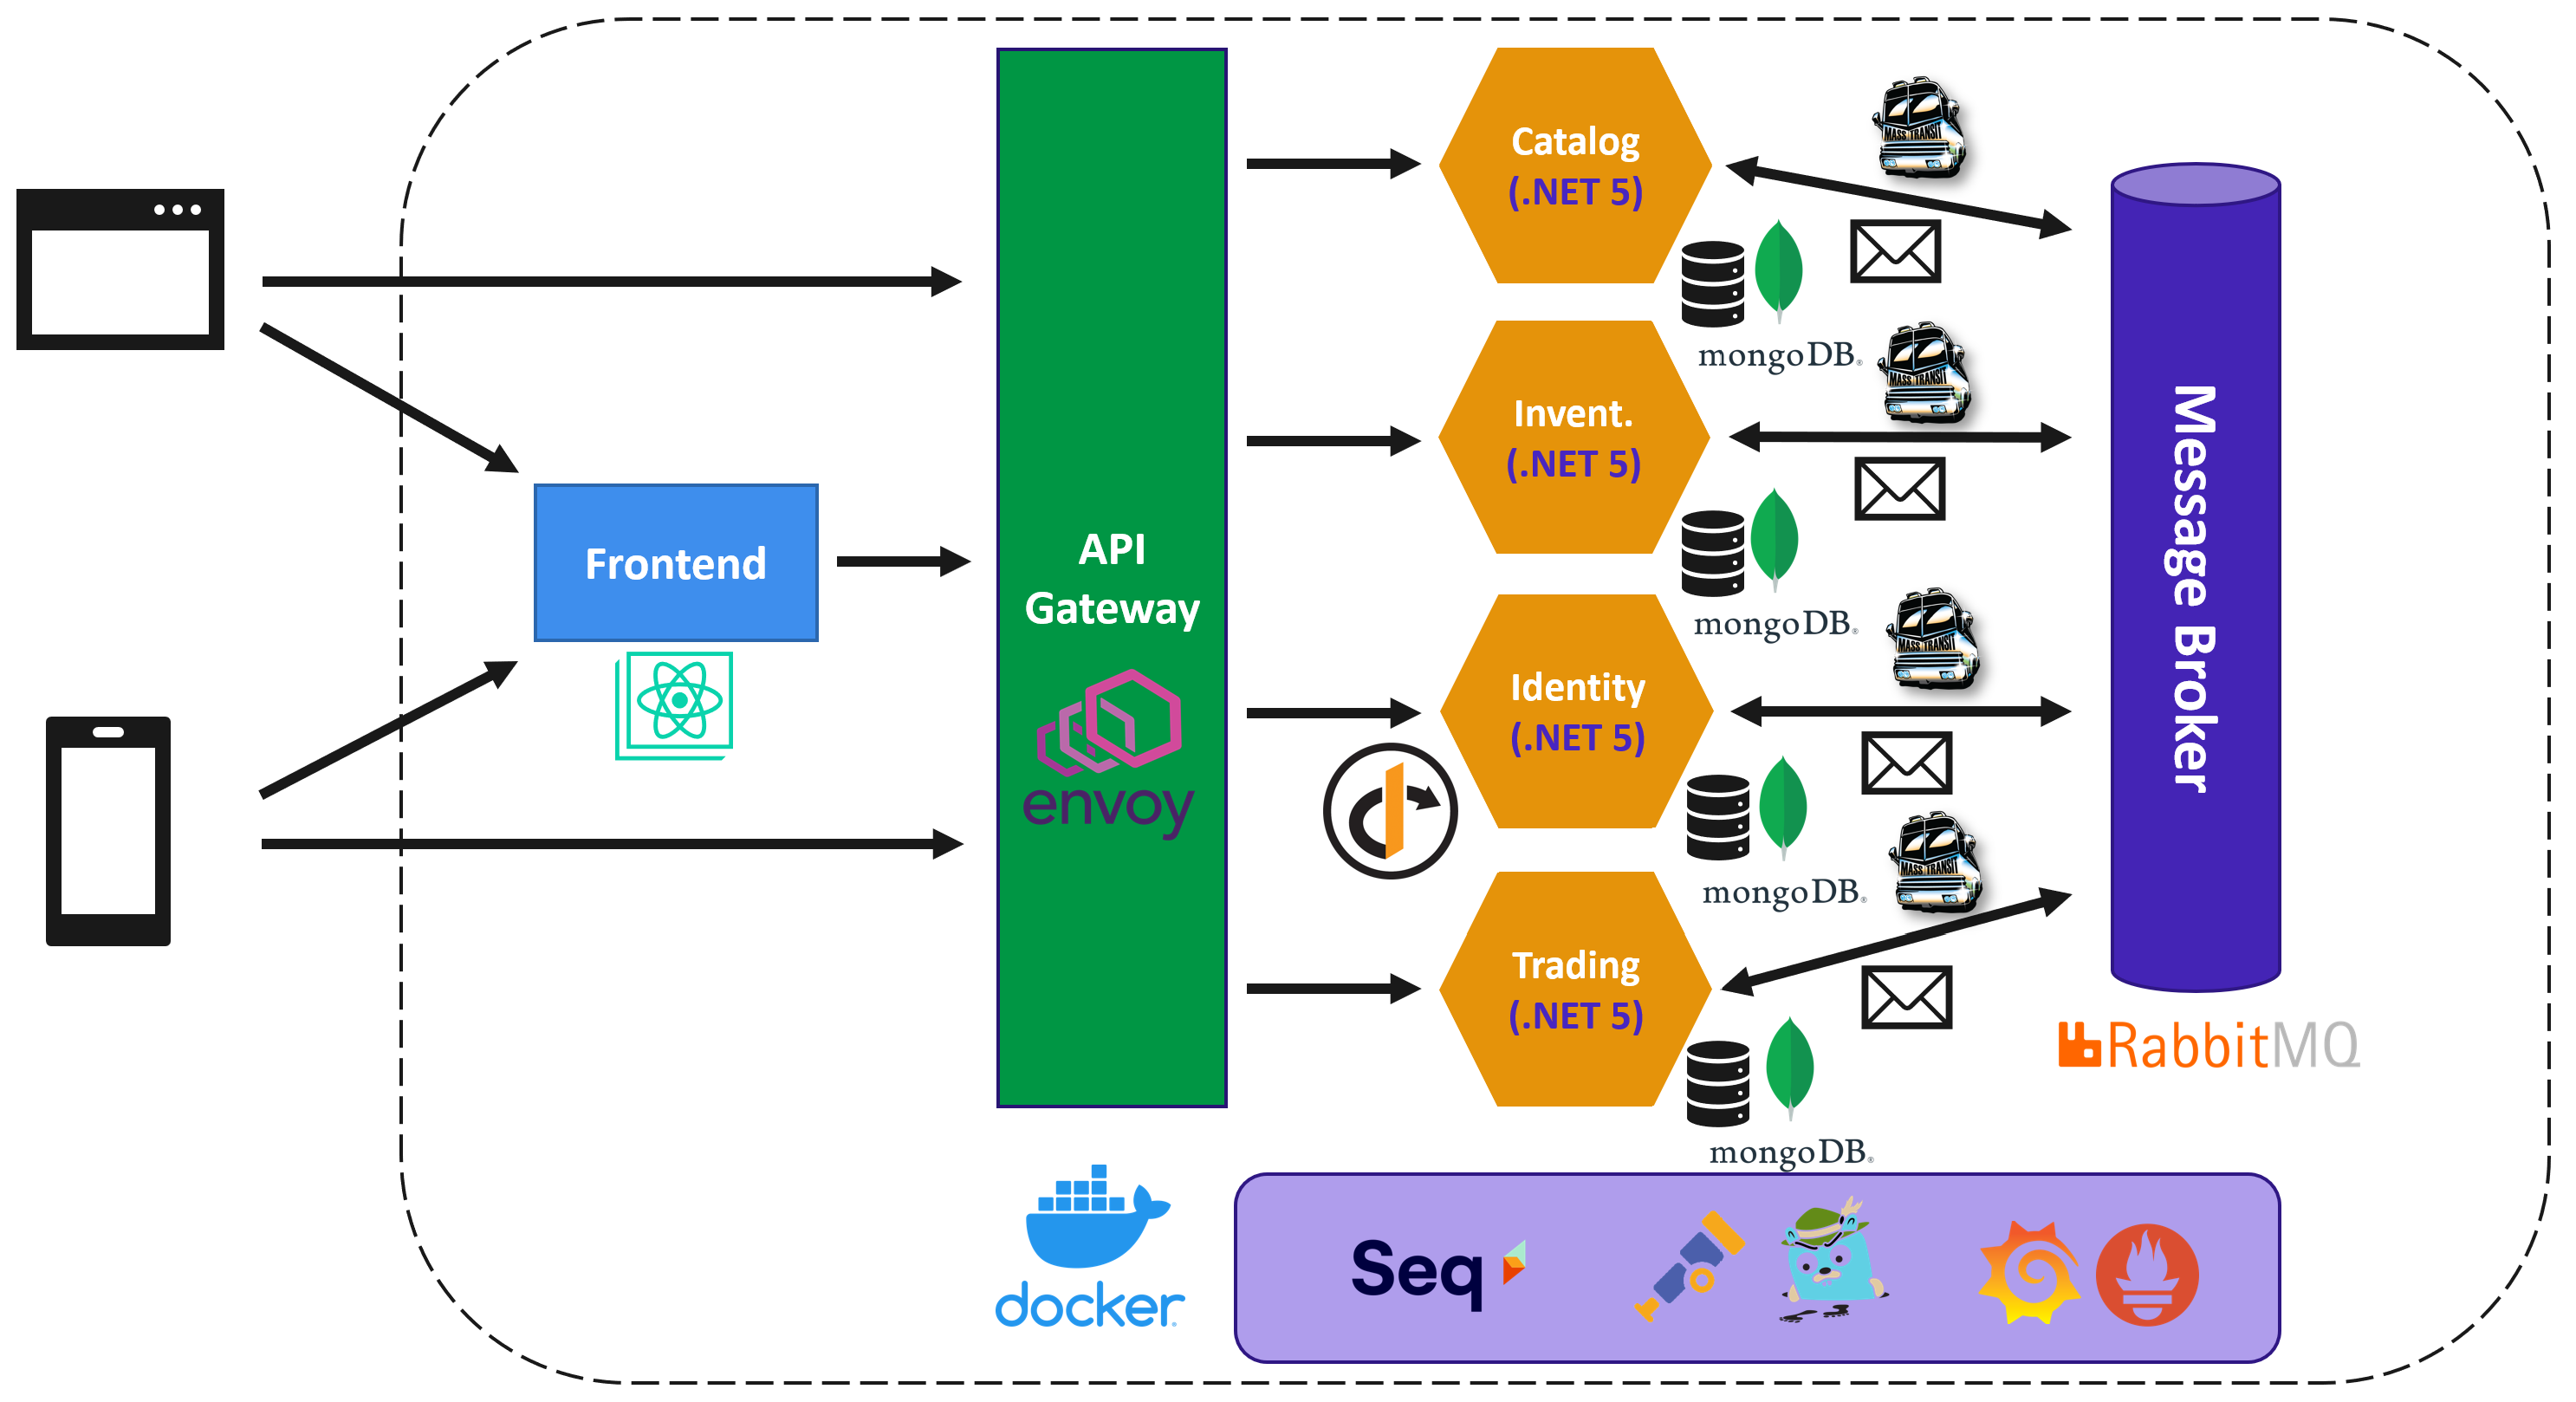 Catalog
(.NET 5)
MASS TRANSIT
mongoDB®
Invent.
(.NET 5)
MASS TRANSIT
mongoDB®
Frontend
API
Gateway
envoy
Identity
(.NET 5)
MASS TRANSIT
mongoDB®
Trading
(.NET 5)
MASS TRANSIT
mongoDB®
Message Broker
RabbitMQ
docker
Seq